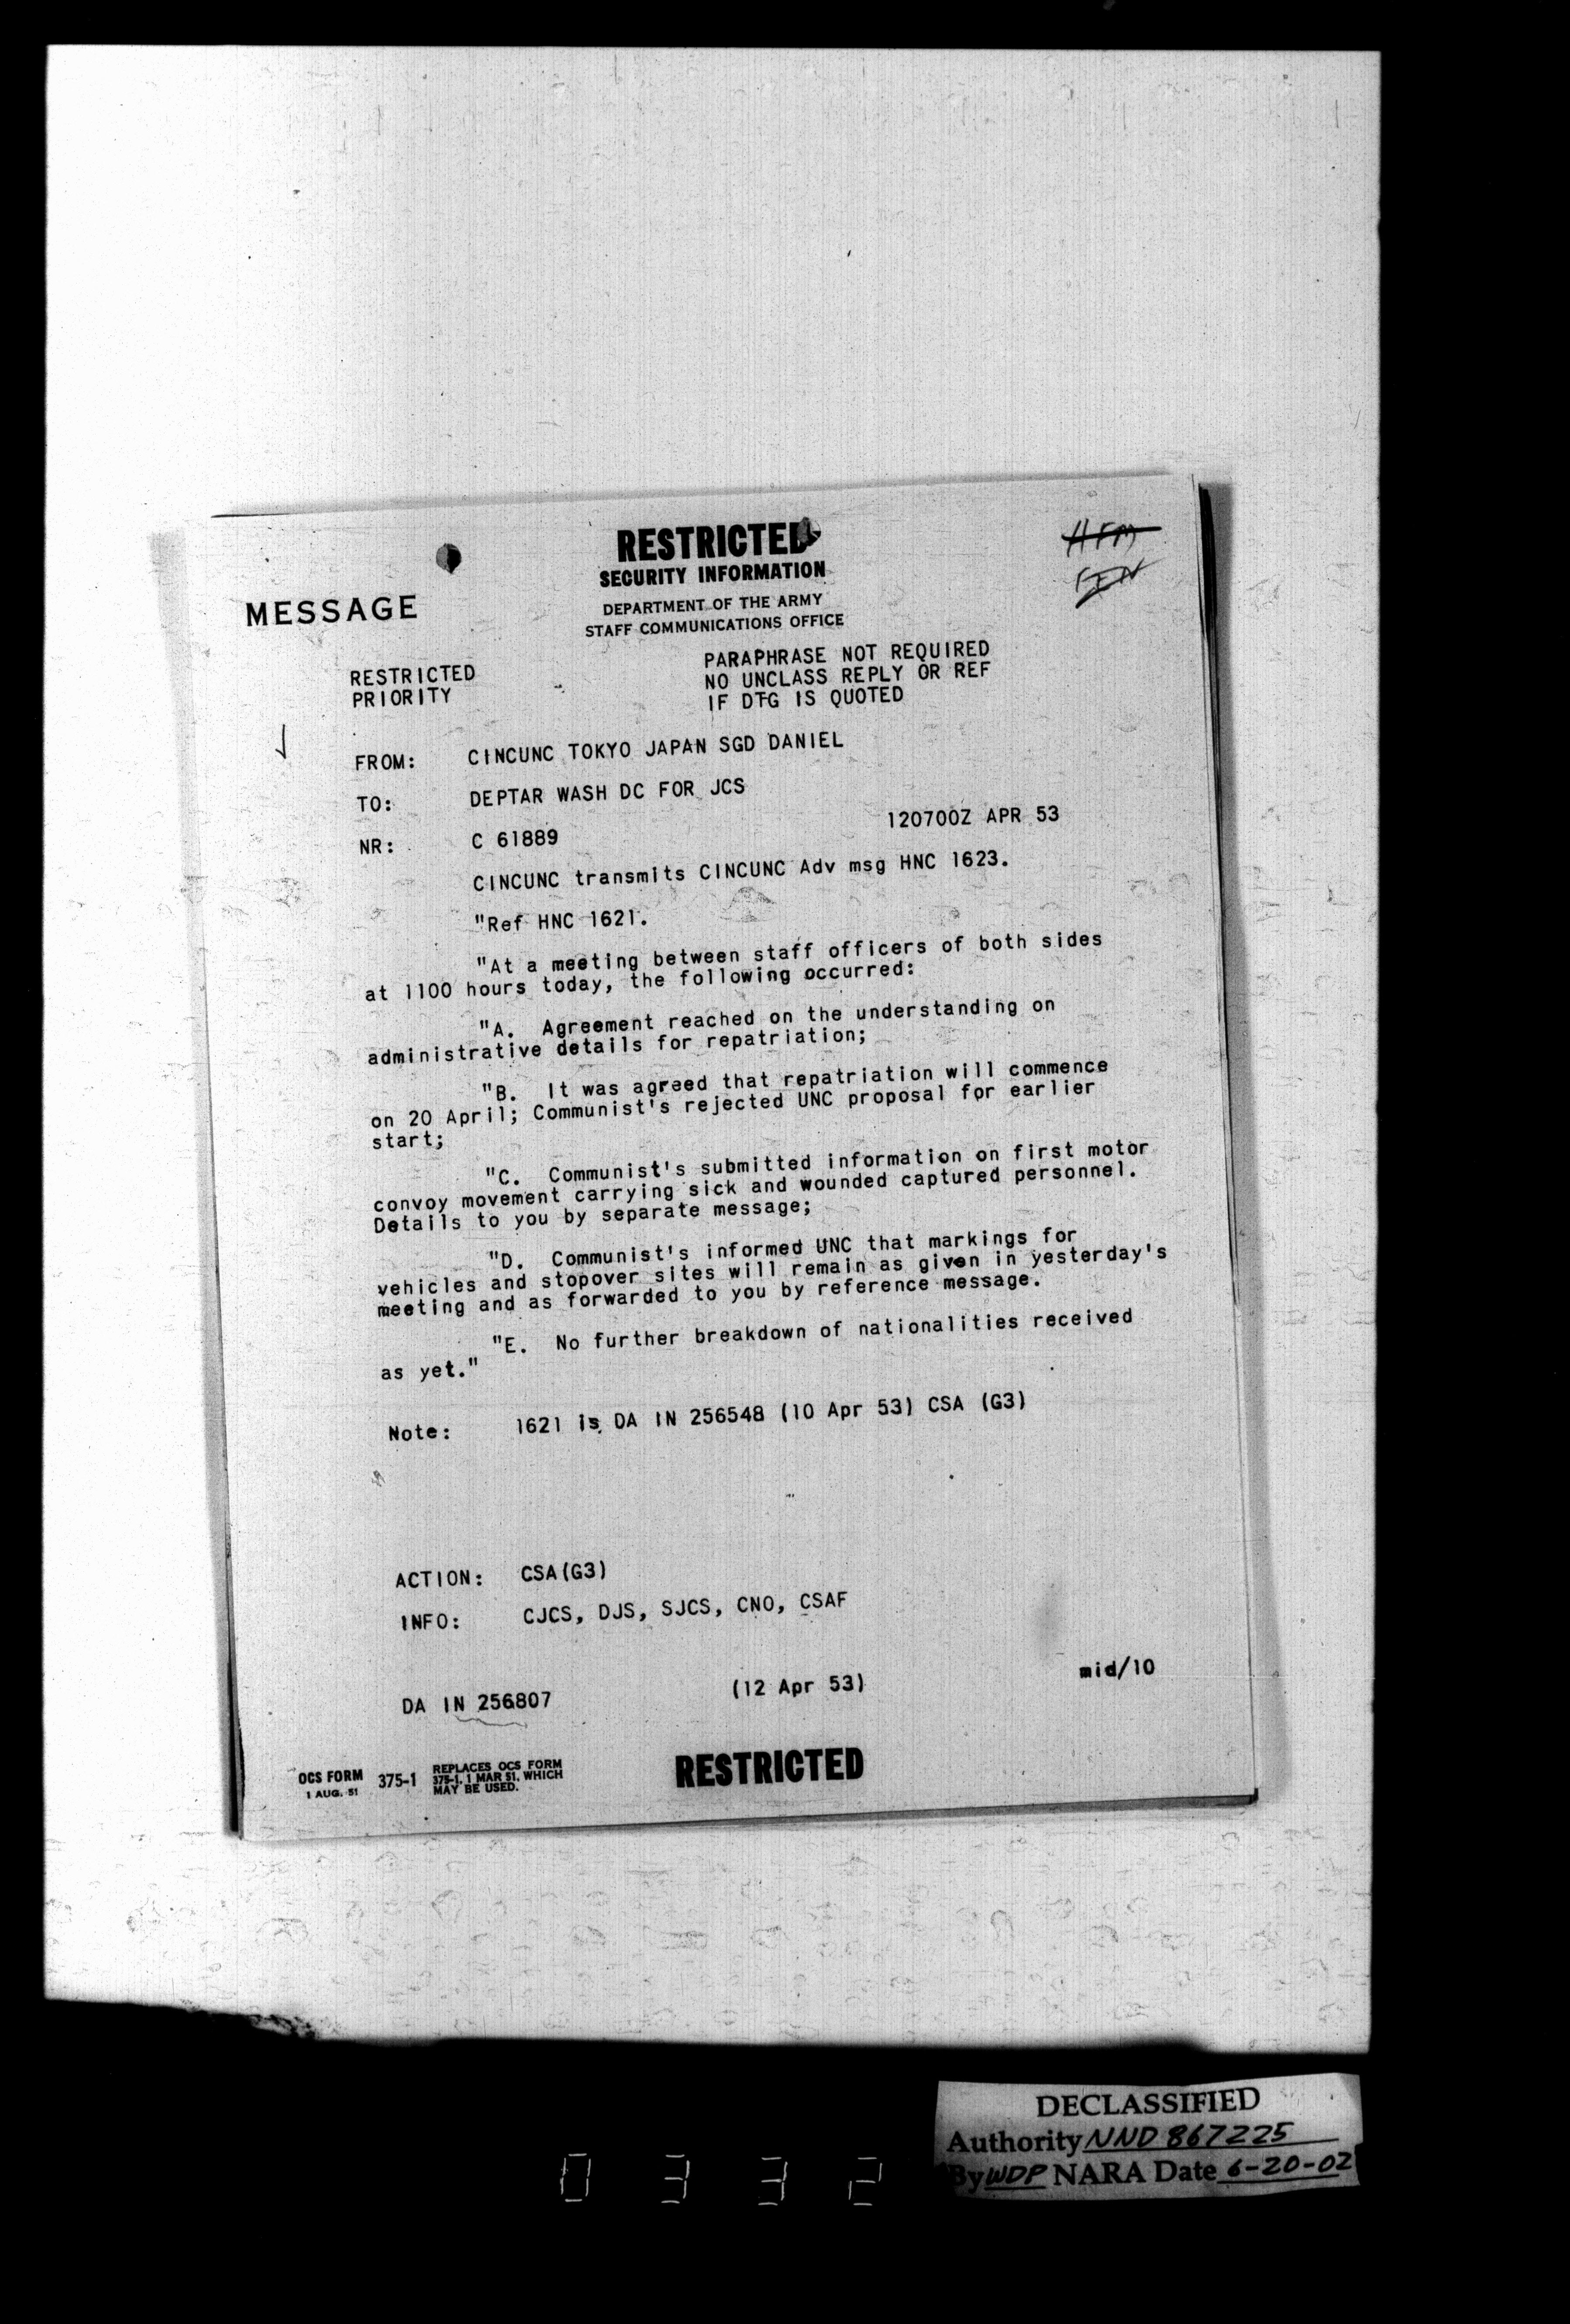 RESTRICTED
SECURITY INFORMATION
DEPARTMENT OF THE ARMY
STAFF COMMUNICATIONS OFFICE
MESSAGE
RESTRICTED
PRIORITY
PARAPHRASE NOT REQUIRED
NO UNCLASS REPLY OR REF
IF DTG IS QUOTED
FROM: CINCUNC TOKYO JAPAN SGD DANIEL
TO: DEPTAR WASH DC FOR JCS
120700Z APR 53
NR: C 61889
CINCUNC transmits CINCUNC Adv msg HNC 1623.
"Ref HNC 1621.
"At a meeting between staff officers of both sides
at 1100 hours today, the following occurred:
"A. Agreement reached on the understanding on
administrative details for repatriation;
"B. It was agreed that repatriation will commence
on 20 April; Communist's rejected UNC proposal for earlier
start;
"C. Communist's submitted information on first motor
convoy movement carrying sick and wounded captured personnel.
Details to you by separate message;
"D. Communist's informed UNC that markings for
vehicles and stopover sites will remain as given in yesterday's
meeting and as forwarded to you by reference message.
"E. No further breakdown of nationalities received
as yet."
Note: 1621 is DA IN 256548 (10 Apr 53) CSA (G3)
ACTION: CSA(G3)
INFO: CJCS, DJS, SJCS, CNO, CSAF
DA IN 256807 (12 Apr 53) mid/10
OCS FORM 375-1
1 AUG. 51
REPLACES OCS FORM
375-1, 1 MAR 51, WHICH
MAY BE USED.
RESTRICTED
DECLASSIFIED
Authority NND 867225
By WDP NARA Date 6-20-02
0 3 3 2